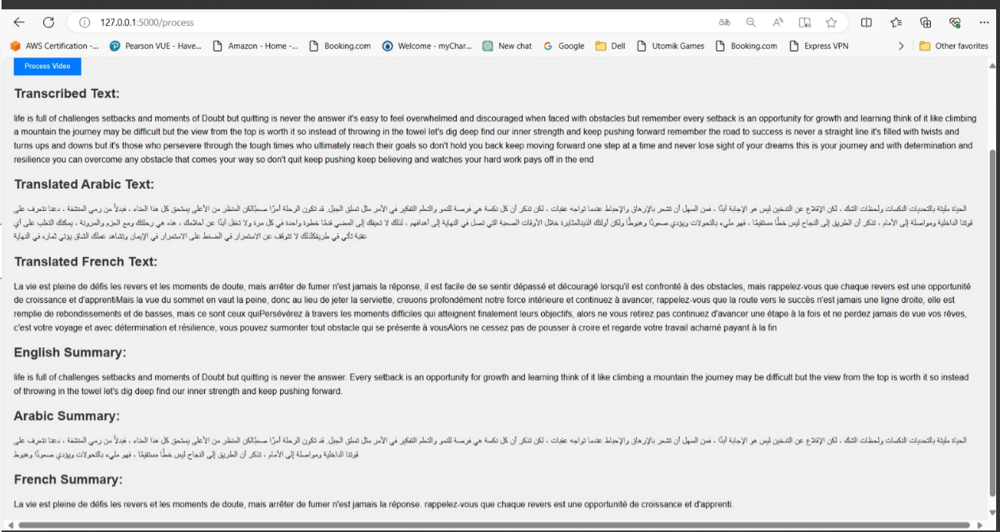 127.0.0.1:5000/process
AWS Certification -... Pearson VUE - Have... Amazon - Home -... Booking.com Welcome - myChar... New chat Google Dell Utomik Games Booking.com Express VPN Other favorites
Process Video
Transcribed Text:
life is full of challenges setbacks and moments of Doubt but quitting is never the answer it's easy to feel overwhelmed and discouraged when faced with obstacles but remember every setback is an opportunity for growth and learning think of it like climbing
a mountain the journey may be difficult but the view from the top is worth it so instead of throwing in the towel let's dig deep find our inner strength and keep pushing forward remember the road to success is never a straight line it's filled with twists and
turns ups and downs but it's those who persevere through the tough times who ultimately reach their goals so don't hold you back keep moving forward one step at a time and never lose sight of your dreams this is your journey and with determination and
resilience you can overcome any obstacle that comes your way so don't quit keep pushing keep believing and watches your hard work pays off in the end
Translated Arabic Text:
الحياة مليئة بالتحديات النكسات ولحظات الشك ، لكن الإقلاع عن التدخين ليس هو الإجابة أبدًا ، فمن السهل أن تشعر بالإرهاق والإحباط عندما تواجه عقبات ، لكن تذكر أن كل نكسة هي فرصة للنمو والتعلم التفكير في الأمر مثل تسلق الجبل. قد تكون الرحلة أمرًا صعبًالكن المنظر من الأعلى يستحق كل هذا العناء ، فبدلاً من رمي المنشفة ، دعنا نتعرف على
قوتنا الداخلية ومواصلة إلى الأمام ، تذكر أن الطريق إلى النجاح ليس خطًا مستقيمًا ، فهو مليء بالتحولات ويؤدي صعودًا وهبوطًا ولكن أولئك الذينالمثابرة خلال الأوقات الصعبة التي تصل في النهاية إلى أهدافهم ، لذلك لا تعيقك إلى المضي قدمًا خطوة واحدة في كل مرة ولا تغفل أبدًا عن أحلامك ، هذه هي رحلتك ومع العزم والمرونة ، يمكنك التغلب على أي
عقبة تأتي في طريقكلذلك لا تتوقف عن الاستمرار في الضغط على الاستمرار في الإيمان وتشاهد عملك الشاق يؤتي ثماره في النهاية
Translated French Text:
La vie est pleine de défis les revers et les moments de doute, mais arrêter de fumer n'est jamais la réponse, il est facile de se sentir dépassé et découragé lorsqu'il est confronté à des obstacles, mais rappelez-vous que chaque revers est une opportunité
de croissance et d'apprentiMais la vue du sommet en vaut la peine, donc au lieu de jeter la serviette, creuons profondément notre force intérieure et continuez à avancer, rappelez-vous que la route vers le succès n'est jamais une ligne droite, elle est
remplie de rebondissements et de basses, mais ce sont ceux quiPersévérez à travers les moments difficiles qui atteignent finalement leurs objectifs, alors ne vous retirez pas continuez d'avancer une étape à la fois et ne perdez jamais de vue vos rêves,
c'est votre voyage et avec détermination et résilience, vous pouvez surmonter tout obstacle qui se présente à vousAlors ne cessez pas de pousser à croire et regarde votre travail acharné payant à la fin
English Summary:
life is full of challenges setbacks and moments of Doubt but quitting is never the answer. Every setback is an opportunity for growth and learning think of it like climbing a mountain the journey may be difficult but the view from the top is worth it so instead
of throwing in the towel let's dig deep find our inner strength and keep pushing forward.
Arabic Summary:
الحياة مليئة بالتحديات النكسات ولحظات الشك ، لكن الإقلاع عن التدخين ليس هو الإجابة أبدًا ، فمن السهل أن تشعر بالإرهاق والإحباط عندما تواجه عقبات ، لكن تذكر أن كل نكسة هي فرصة للنمو والتعلم التفكير في الأمر مثل تسلق الجبل. قد تكون الرحلة أمرًا صعبًالكن المنظر من الأعلى يستحق كل هذا العناء ، فبدلاً من رمي المنشفة ، دعنا نتعرف على
قوتنا الداخلية ومواصلة إلى الأمام ، تذكر أن الطريق إلى النجاح ليس خطًا مستقيمًا ، فهو مليء بالتحولات ويؤدي صعودًا وهبوط
French Summary:
La vie est pleine de défis les revers et les moments de doute, mais arrêter de fumer n'est jamais la réponse. rappelez-vous que chaque revers est une opportunité de croissance et d'apprenti.